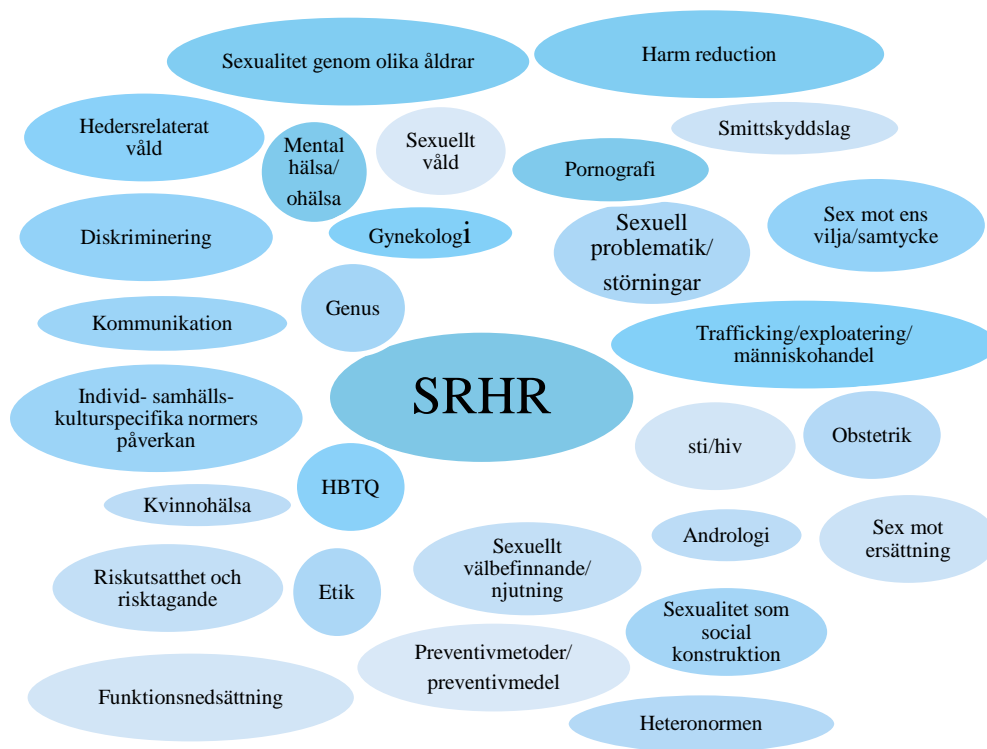 Sexualitet genom olika åldrar
Harm reduction
Hedersrelaterat
våld
Mental
hälsa/
ohälsa
Sexuellt
våld
Smittskyddslag
Pornografi
Diskriminering
Gynekologi
Sexuell
problematik/
störningar
Sex mot ens
vilja/samtycke
Kommunikation
Genus
Trafficking/exploatering/
människohandel
SRHR
Individ- samhälls-
kulturspecifika normers
påverkan
sti/hiv
Obstetrik
Kvinnohälsa
HBTQ
Andrologi
Sex mot
ersättning
Riskutsatthet och
risktagande
Etik
Sexuellt
välbefinnande/
njutning
Sexualitet som
social
konstruktion
Funktionsnedsättning
Preventivmetoder/
preventivmedel
Heteronormen